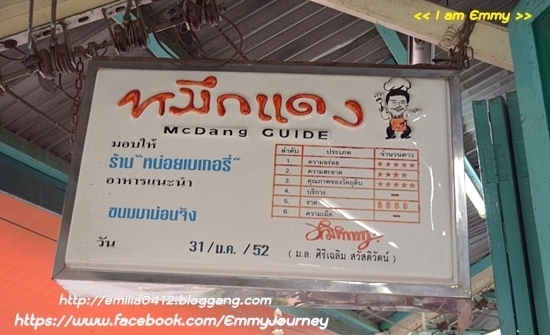 << I am Emmy >>
หมึกแดง
McDang GUIDE
มอบให้
ร้าน "หน่อยเบเกอรี่"
อาหารแนะนำ
ขนมมาม่อนจัง
วัน 31/ม.ค./52
ลำดับ ประเภท จำนวนดาว
1. ความอร่อย ★★★★★
2. ความสะอาด ★★★★
3. คุณภาพของวัตถุดิบ ★★★★★
4. บริการ -
5. ราคา ฿ ฿ ฿ ฿
6. ความเผ็ด -
( ม.ล. ศิริเฉลิม สวัสดิวัตน์ )
http://emilia0412.bloggang.com
https://www.facebook.com/EmmyJourney